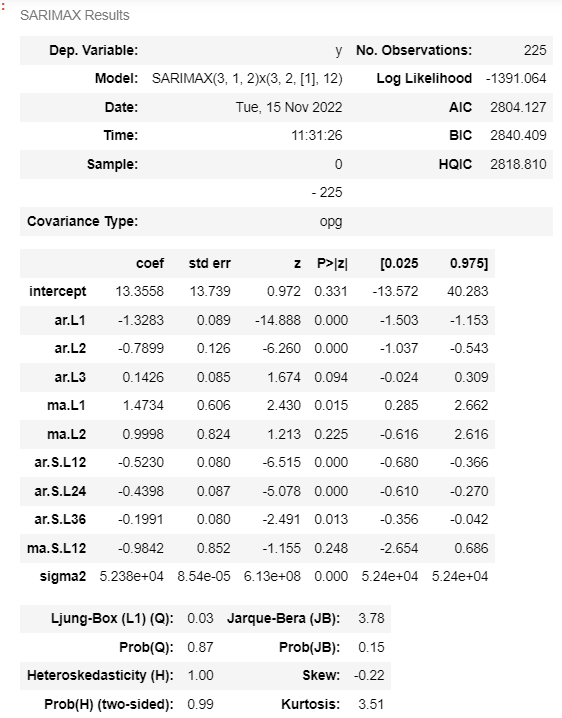 SARIMAX Results
Dep. Variable: y No. Observations: 225
Model: SARIMAX(3, 1, 2)x(3, 2, [1], 12) Log Likelihood -1391.064
Date: Tue, 15 Nov 2022 AIC 2804.127
Time: 11:31:26 BIC 2840.409
Sample: 0 HQIC 2818.810
- 225
Covariance Type: opg
coef std err z P>|z| [0.025 0.975]
intercept 13.3558 13.739 0.972 0.331 -13.572 40.283
ar.L1 -1.3283 0.089 -14.888 0.000 -1.503 -1.153
ar.L2 -0.7899 0.126 -6.260 0.000 -1.037 -0.543
ar.L3 0.1426 0.085 1.674 0.094 -0.024 0.309
ma.L1 1.4734 0.606 2.430 0.015 0.285 2.662
ma.L2 0.9998 0.824 1.213 0.225 -0.616 2.616
ar.S.L12 -0.5230 0.080 -6.515 0.000 -0.680 -0.366
ar.S.L24 -0.4398 0.087 -5.078 0.000 -0.610 -0.270
ar.S.L36 -0.1991 0.080 -2.491 0.013 -0.356 -0.042
ma.S.L12 -0.9842 0.852 -1.155 0.248 -2.654 0.686
sigma2 5.238e+04 8.54e-05 6.13e+08 0.000 5.24e+04 5.24e+04
Ljung-Box (L1) (Q): 0.03 Jarque-Bera (JB): 3.78
Prob(Q): 0.87 Prob(JB): 0.15
Heteroskedasticity (H): 1.00 Skew: -0.22
Prob(H) (two-sided): 0.99 Kurtosis: 3.51